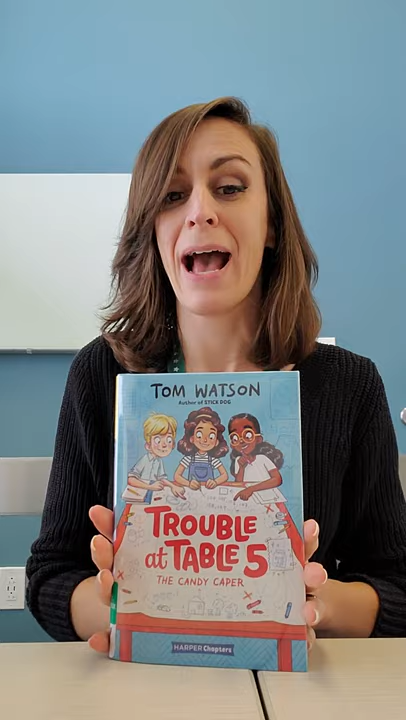 TOM WATSON
Author of STICK DOG
TROUBLE
at TABLE 5
THE CANDY CAPER
HARPER Chapters